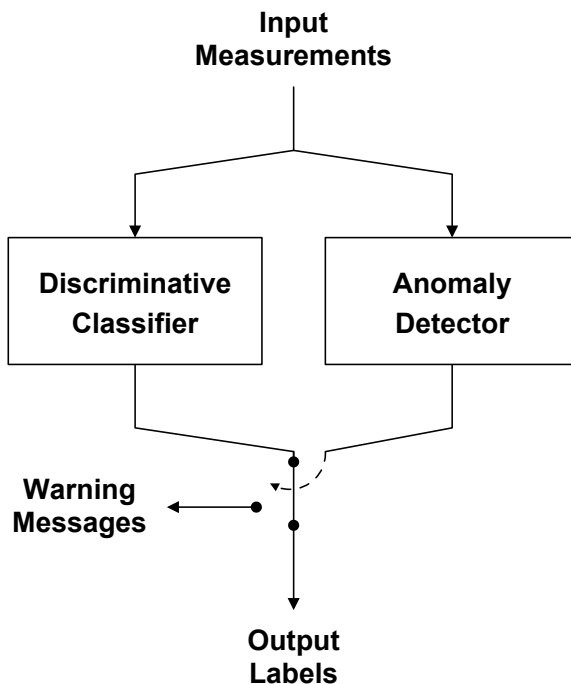 Input
Measurements
Discriminative
Classifier
Anomaly
Detector
Warning
Messages
Output
Labels